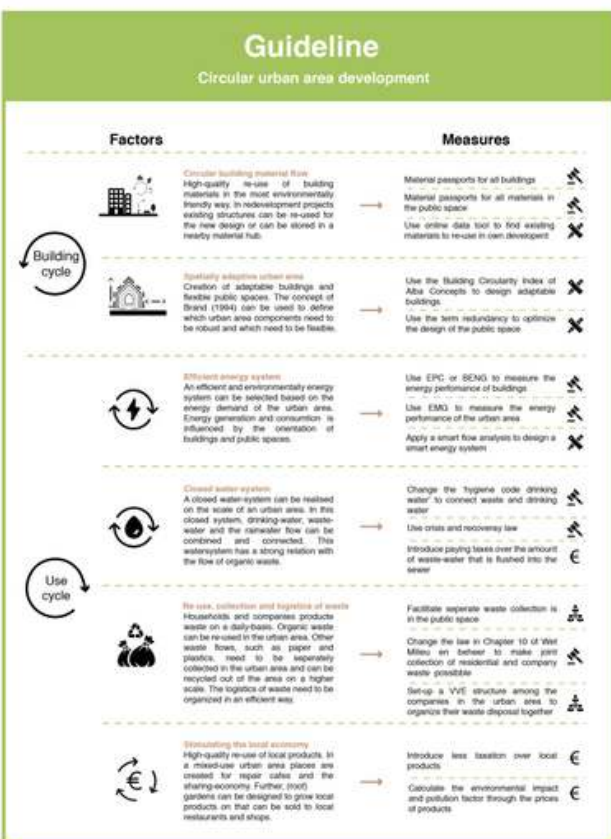 Guideline
Circular urban area development
Factors
Measures
Building
cycle
Circular building material flow
High-quality re-use of building
materials in the most environmentally
friendly way. In redevelopment projects
existing structures can be re-used for
the new design or can be stored in a
nearby material hub.
Material passports for all buildings
Material passports for all materials in
the public space
Use online data tool to find existing
materials to re-use in own developent
Spatially adaptive urban area
Creation of adaptable buildings and
flexible public spaces. The concept of
Brand (1994) can be used to define
which urban area components need to
be robust and which need to be flexible.
Use the Building Circularity Index of
Alba Concepts to design adaptable
buildings
Use the term redundancy to optimize
the design of the public space
Use
cycle
Efficient energy system
An efficient and environmentally energy
system can be selected based on the
energy demand of the urban area.
Energy generation and consumtion is
influenced by the orientation of
buildings and public spaces.
Use EPC or BENG to measure the
energy perfomance of buildings
Use EMG to measure the energy
perfomance of the urban area
Apply a smart flow analysis to design a
smart energy system
Closed water-system
A closed water-system can be realised
on the scale of an urban area. In this
closed system, drinking-water, waste-
water and the rainwater flow can be
combined and connected. This
watersystem has a strong relation with
the flow of organic waste.
Change the 'hygiene code drinking
water' to connect waste and drinking
water
Use crisis and recoversy law
Introduce paying taxes over the amount
of waste-water that is flushed into the
sewer
€
Re-use, collection and logistics of waste
Households and companies products
waste on a daily-basis. Organic waste
can be re-used in the urban area. Other
waste flows, such as paper and
plastics, need to be seperately
collected in the urban area and can be
recycled out of the area on a higher
scale. The logistics of waste need to be
organized in an efficient way.
Facilitate seperate waste collection is
in the public space
Change the law in Chapter 10 of Wet
Milieu en beheer to make joint
collection of residential and company
waste possible
Set-up a VVE structure among the
companies in the urban area to
organize their waste disposal together
Stimulating the local economy
High-quality re-use of local products. In
a mixed-use urban area places are
created for repair cafes and the
sharing-economy. Further, (roof)
gardens can be designed to grow local
products on that can be sold to local
restaurants and shops.
€
Introduce less taxation over local
products
€
Calculate the environmental impact
and pollution factor through the prices
of products
€